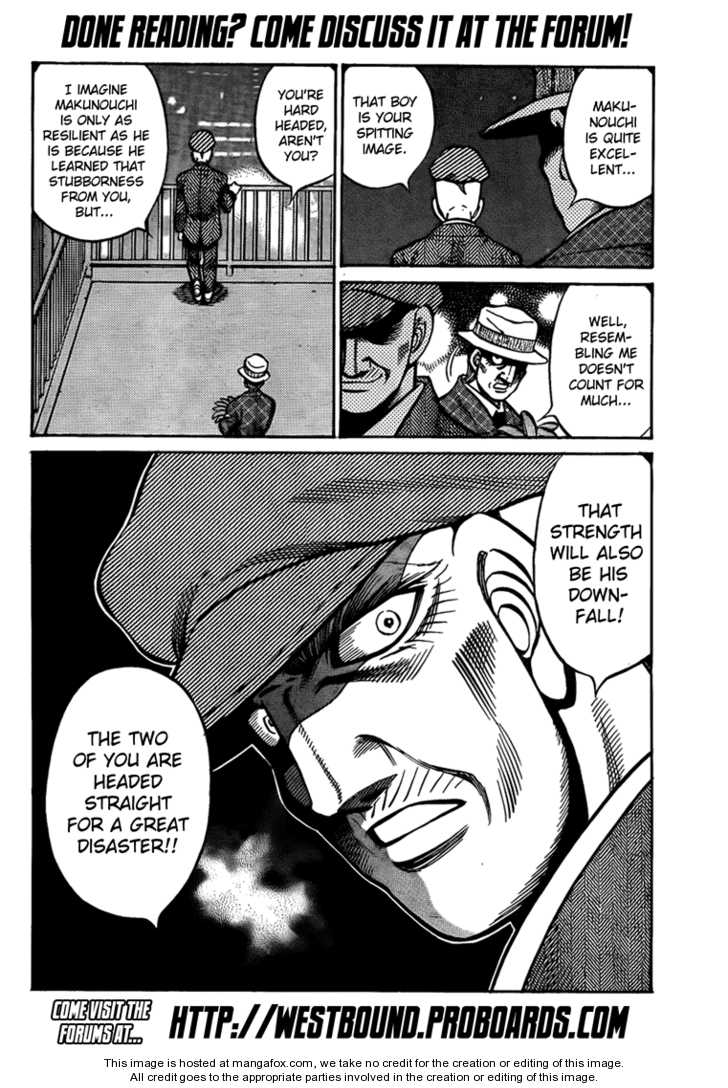 DONE READING? COME DISCUSS IT AT THE FORUM!
MAKU-
NOUCHI
IS QUITE
EXCEL-
LENT...
THAT BOY
IS YOUR
SPITTING
IMAGE.
YOU'RE
HARD
HEADED,
AREN'T
YOU?
I IMAGINE
MAKUNOUCHI
IS ONLY AS
RESILIENT AS HE
IS BECAUSE HE
LEARNED THAT
STUBBORNNESS
FROM YOU,
BUT...
WELL,
RESEM-
BLING ME
DOESN'T
COUNT FOR
MUCH...
THAT
STRENGTH
WILL ALSO
BE HIS
DOWN-
FALL!
THE TWO
OF YOU ARE
HEADED
STRAIGHT
FOR A GREAT
DISASTER!!
COME VISIT THE
FORUMS AT...
HTTP://WESTBOUND.PROBOARDS.COM
This image is hosted at mangafox.com, we take no credit for the creation or editing of this image.
All credit goes to the appropriate parties involved in the creation or editing of this image.